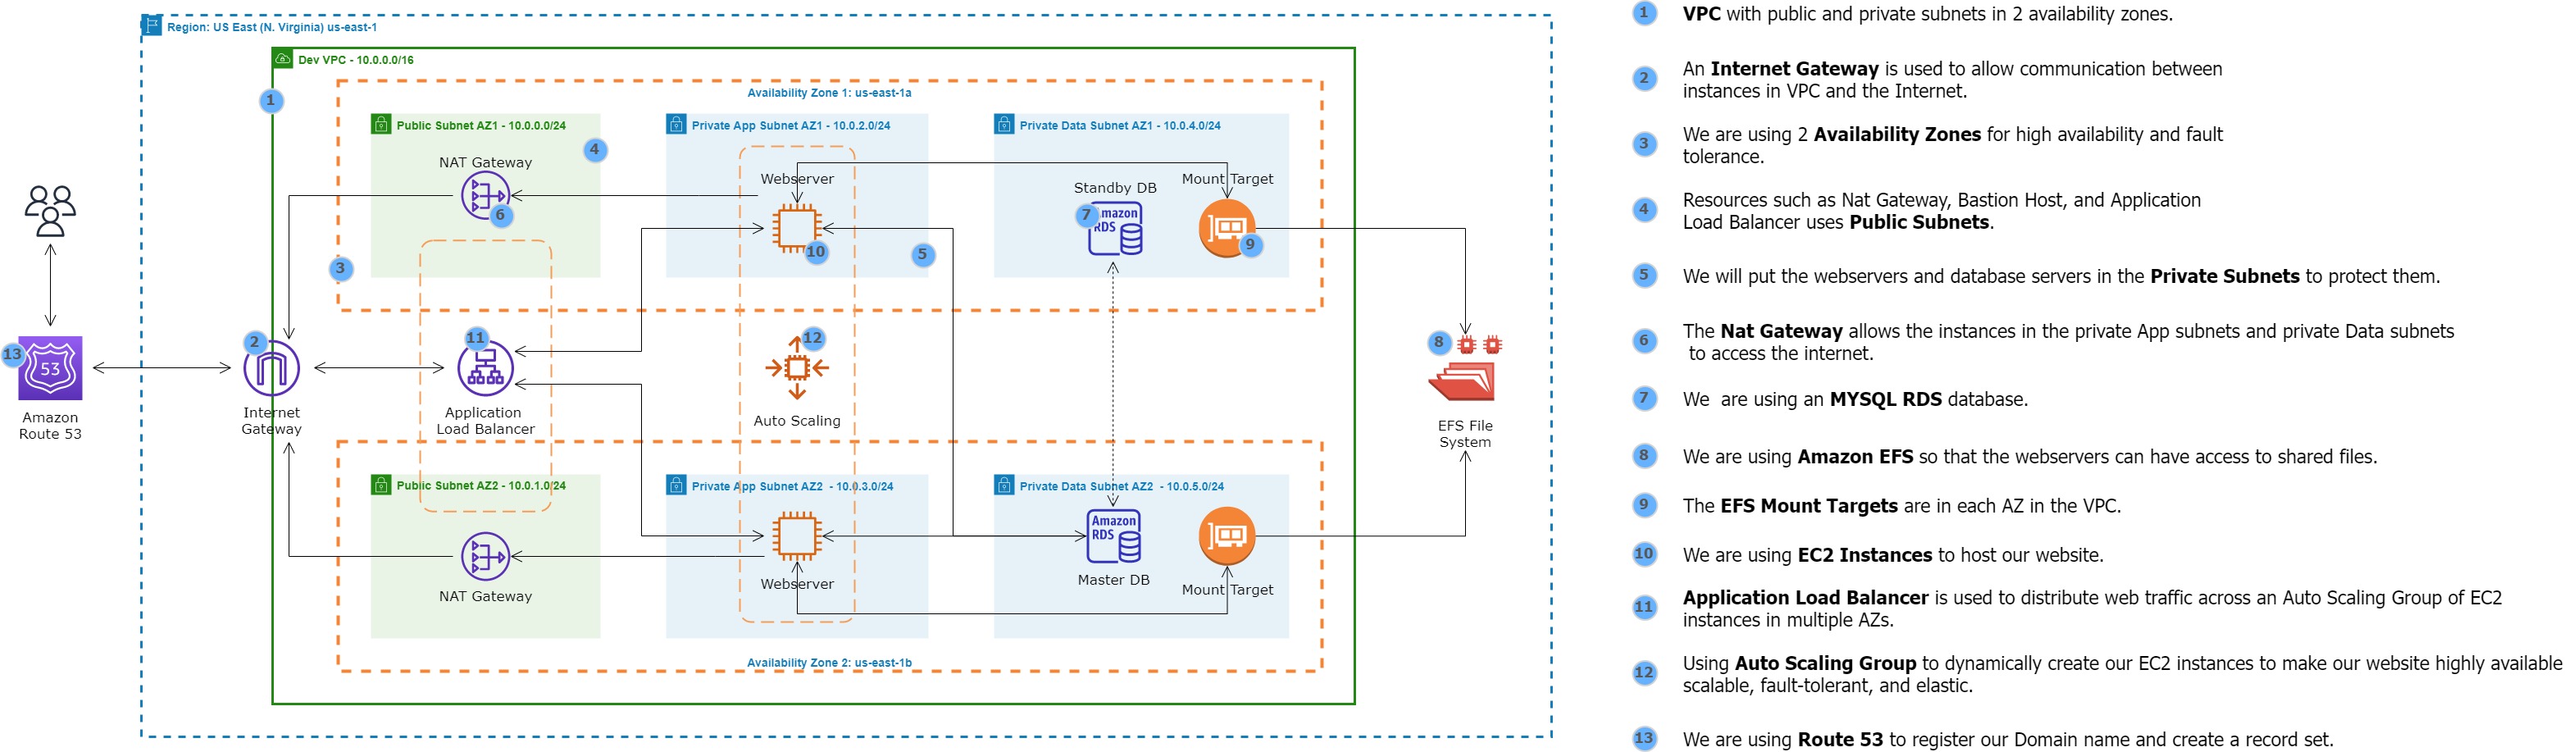 Region: US East (N. Virginia) us-east-1
Dev VPC - 10.0.0.0/16
1
Availability Zone 1: us-east-1a
Public Subnet AZ1 - 10.0.0.0/24
Private App Subnet AZ1 - 10.0.2.0/24
Private Data Subnet AZ1 - 10.0.4.0/24
4
NAT Gateway
6
Webserver
10
5
Standby DB
7
Amazon
RDS
Mount Target
9
3
13
53
Amazon
Route 53
2
Internet
Gateway
11
Application
Load Balancer
12
Auto Scaling
8
EFS File
System
Public Subnet AZ2 - 10.0.1.0/24
Private App Subnet AZ2 - 10.0.3.0/24
Private Data Subnet AZ2 - 10.0.5.0/24
NAT Gateway
Webserver
Amazon
RDS
Master DB
Mount Target
Availability Zone 2: us-east-1b
1 VPC with public and private subnets in 2 availability zones.
2 An Internet Gateway is used to allow communication between
instances in VPC and the Internet.
3 We are using 2 Availability Zones for high availability and fault
tolerance.
4 Resources such as Nat Gateway, Bastion Host, and Application
Load Balancer uses Public Subnets.
5 We will put the webservers and database servers in the Private Subnets to protect them.
6 The Nat Gateway allows the instances in the private App subnets and private Data subnets
to access the internet.
7 We are using an MYSQL RDS database.
8 We are using Amazon EFS so that the webservers can have access to shared files.
9 The EFS Mount Targets are in each AZ in the VPC.
10 We are using EC2 Instances to host our website.
11 Application Load Balancer is used to distribute web traffic across an Auto Scaling Group of EC2
instances in multiple AZs.
12 Using Auto Scaling Group to dynamically create our EC2 instances to make our website highly available
scalable, fault-tolerant, and elastic.
13 We are using Route 53 to register our Domain name and create a record set.